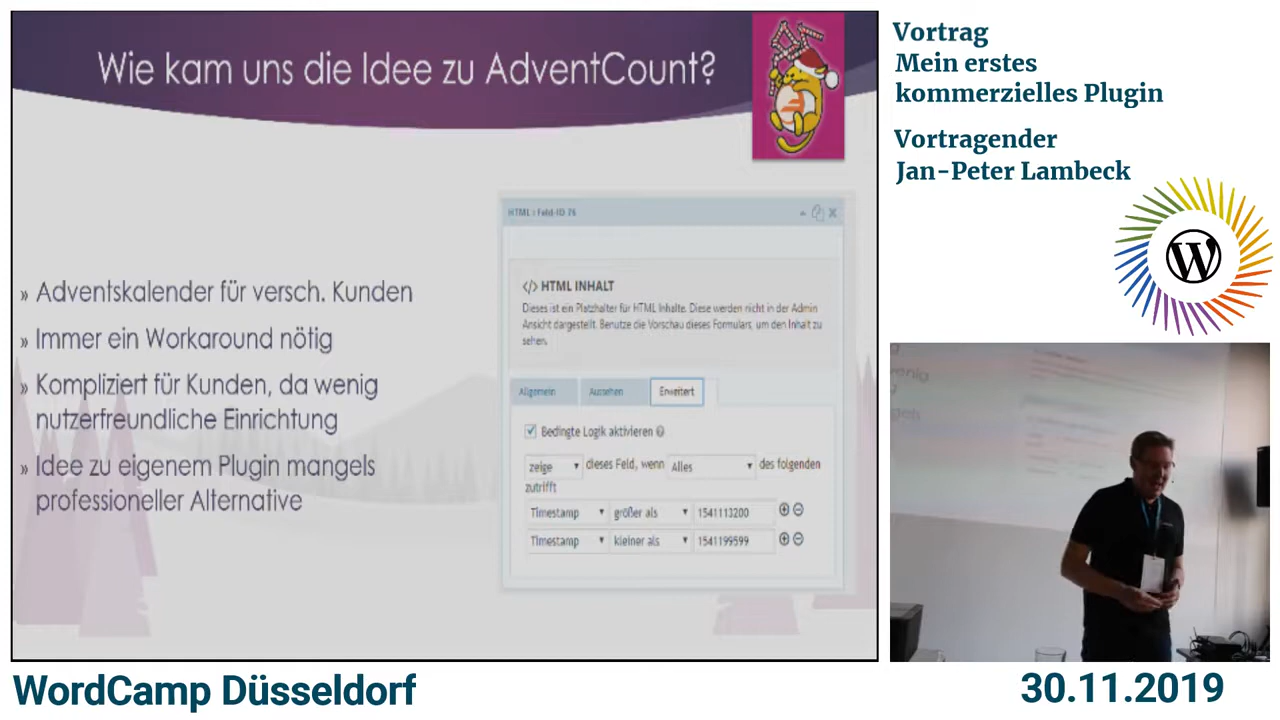 Wie kam uns die Idee zu AdventCount?
» Adventskalender für versch. Kunden
» Immer ein Workaround nötig
» Kompliziert für Kunden, da wenig
nutzerfreundliche Einrichtung
» Idee zu eigenem Plugin mangels
professioneller Alternative
HTML : Feld-ID 76
</> HTML INHALT
Dieses ist ein Platzhalter für HTML Inhalte. Diese werden nicht in der Admin
Ansicht dargestellt. Benutze die Vorschau dieses Formulars, um den Inhalt zu
sehen.
Allgemein Aussehen Erweitert
Bedingte Logik aktivieren
zeige dieses Feld, wenn Alles des folgenden
zutrifft
Timestamp größer als 1541113200
Timestamp kleiner als 1541199599
Vortrag
Mein erstes
kommerzielles Plugin
Vortragender
Jan-Peter Lambeck
WordCamp Düsseldorf
30.11.2019